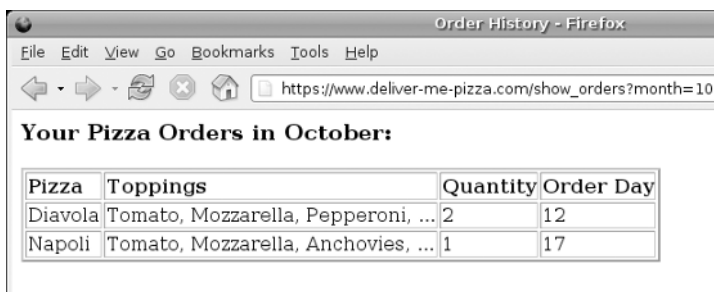 Order History - Firefox
File Edit View Go Bookmarks Tools Help
https://www.deliver-me-pizza.com/show_orders?month=10
Your Pizza Orders in October:
Pizza Toppings Quantity Order Day
Diavola Tomato, Mozzarella, Pepperoni, ... 2 12
Napoli Tomato, Mozzarella, Anchovies, ... 1 17